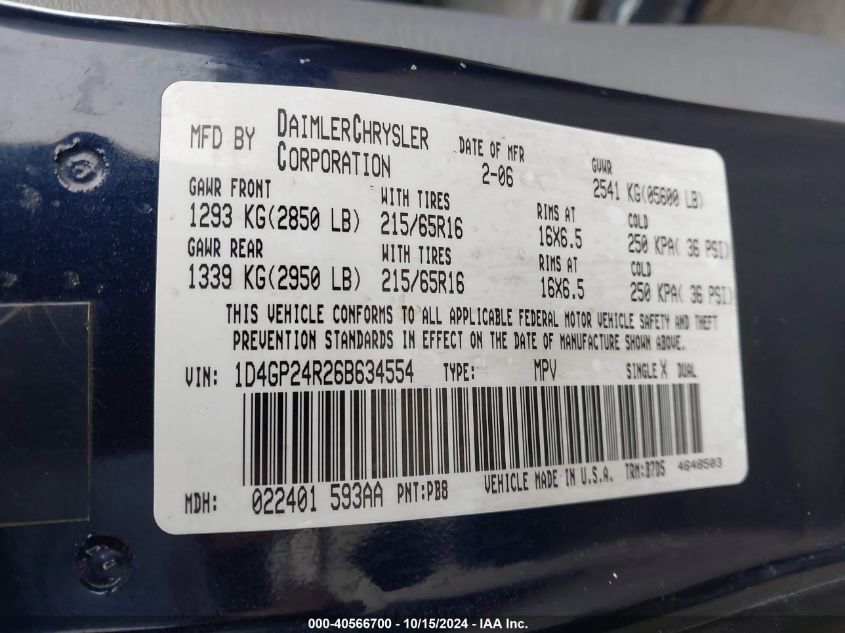 MFD BY DAIMLERCHRYSLER CORPORATION
DATE OF MFR 2-06
GVWR 2541 KG(05600 LB)
GAWR FRONT WITH TIRES RIMS AT COLD
1293 KG(2850 LB) 215/65R16 16X6.5 250 KPA( 36 PSI)
GAWR REAR WITH TIRES RIMS AT COLD
1339 KG(2950 LB) 215/65R16 16X6.5 250 KPA( 36 PSI)
THIS VEHICLE CONFORMS TO ALL APPLICABLE FEDERAL MOTOR VEHICLE SAFETY AND THEFT
PREVENTION STANDARDS IN EFFECT ON THE DATE OF MANUFACTURE SHOWN ABOVE.
VIN: 1D4GP24R26B634554 TYPE: MPV SINGLE X DUAL
MDH: 022401 593AA PNT:PB8 VEHICLE MADE IN U.S.A. TRM:B7D5 4648503
000-40566700 - 10/15/2024 - IAA Inc.